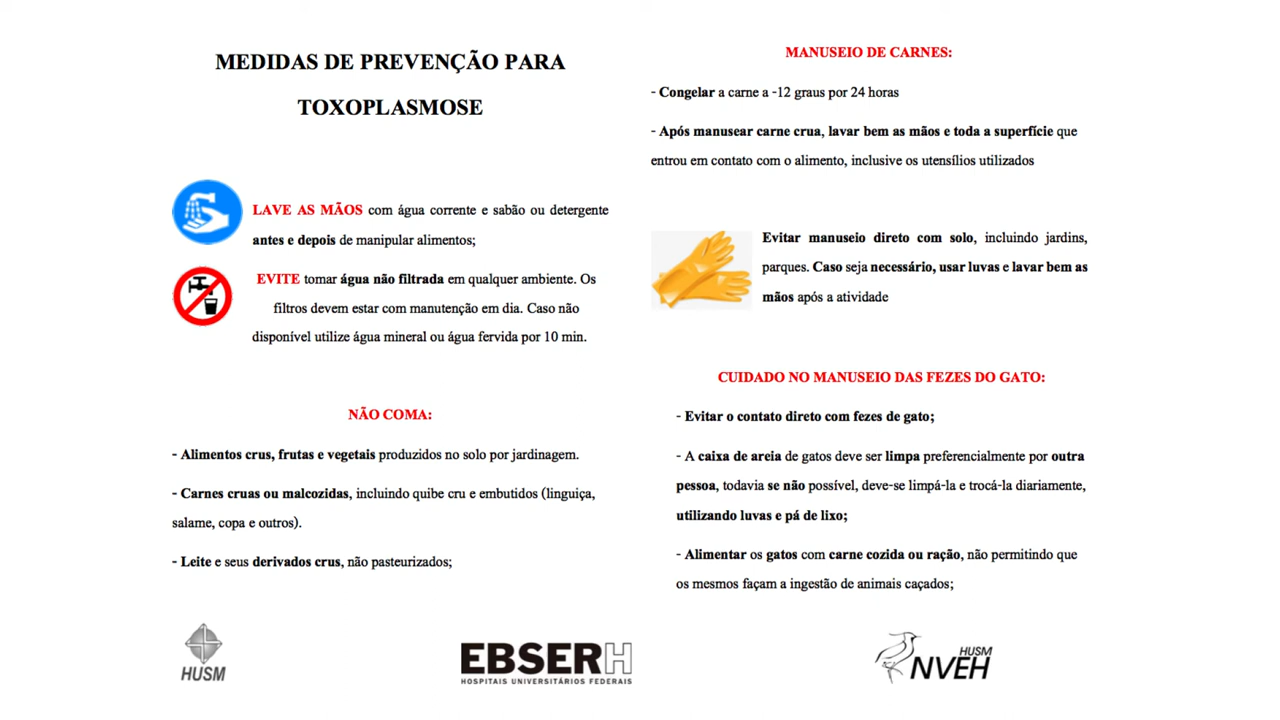 MEDIDAS DE PREVENÇÃO PARA
TOXOPLASMOSE
LAVE AS MÃOS com água corrente e sabão ou detergente
antes e depois de manipular alimentos;
EVITE tomar água não filtrada em qualquer ambiente. Os
filtros devem estar com manutenção em dia. Caso não
disponível utilize água mineral ou água fervida por 10 min.
NÃO COMA:
- Alimentos crus, frutas e vegetais produzidos no solo por jardinagem.
- Carnes cruas ou malcozidas, incluindo quibe cru e embutidos (linguiça,
salame, copa e outros).
- Leite e seus derivados crus, não pasteurizados;
MANUSEIO DE CARNES:
- Congelar a carne a -12 graus por 24 horas
- Após manusear carne crua, lavar bem as mãos e toda a superfície que
entrou em contato com o alimento, inclusive os utensílios utilizados
Evitar manuseio direto com solo, incluindo jardins,
parques. Caso seja necessário, usar luvas e lavar bem as
mãos após a atividade
CUIDADO NO MANUSEIO DAS FEZES DO GATO:
- Evitar o contato direto com fezes de gato;
- A caixa de areia de gatos deve ser limpa preferencialmente por outra
pessoa, todavia se não possível, deve-se limpá-la e trocá-la diariamente,
utilizando luvas e pá de lixo;
- Alimentar os gatos com carne cozida ou ração, não permitindo que
os mesmos façam a ingestão de animais caçados;
HUSM
EBSERH
HOSPITAIS UNIVERSITÁRIOS FEDERAIS
HUSM
NVEH